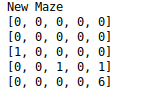 New Maze
[0, 0, 0, 0, 0]
[0, 0, 0, 0, 0]
[1, 0, 0, 0, 0]
[0, 0, 1, 0, 1]
[0, 0, 0, 0, 6]